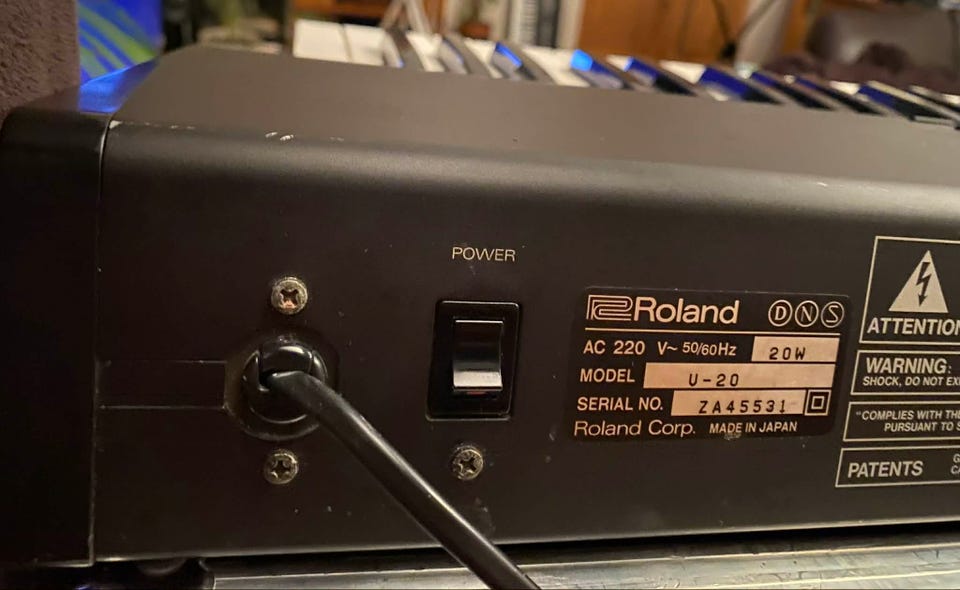 POWER
Roland D N S
AC 220 V~ 50/60Hz 20W
MODEL U-20
SERIAL NO. ZA45531
Roland Corp. MADE IN JAPAN
ATTENTION
WARNING:
SHOCK, DO NOT
"COMPLIES WITH THE
PURSUANT TO
PATENTS